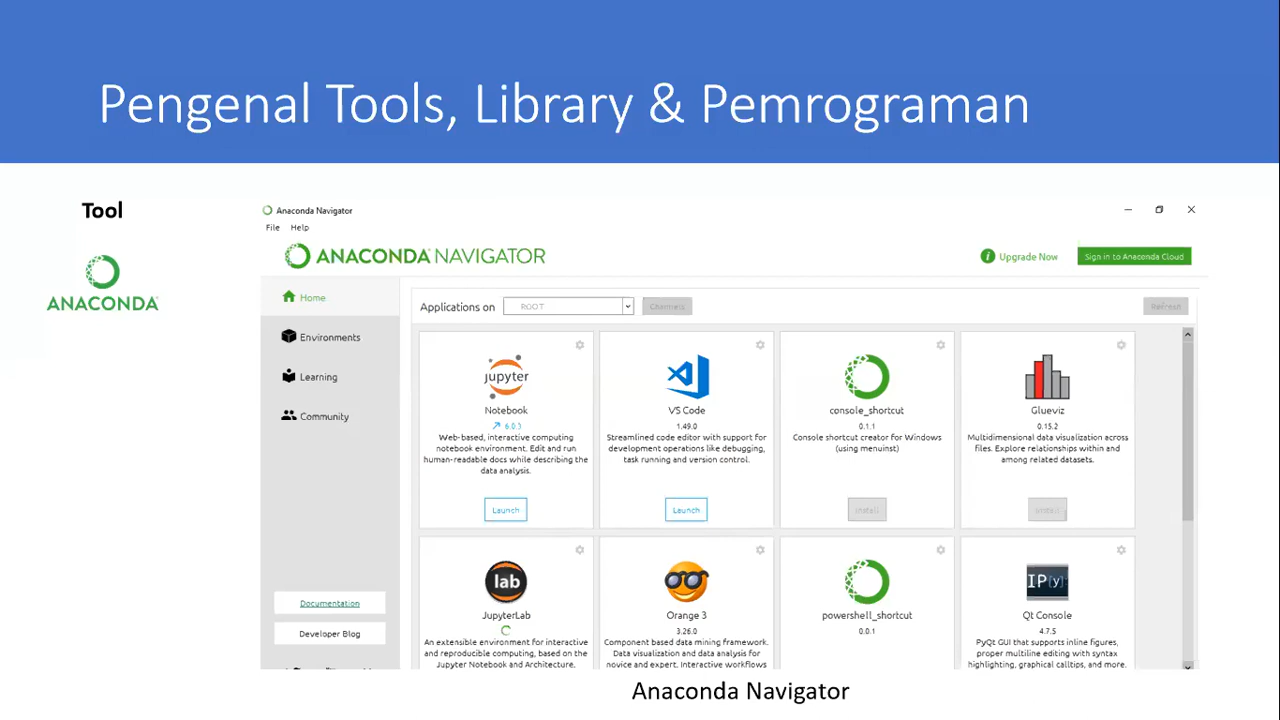 Pengenal Tools, Library & Pemrograman
Tool
ANACONDA
Anaconda Navigator
File Help
ANACONDA NAVIGATOR
Upgrade Now
Sign in to Anaconda Cloud
Home
Environments
Learning
Community
Documentation
Developer Blog
Applications on
ROOT
Channels
Refresh
jupyter
Notebook
6.0.3
Web-based, interactive computing
notebook environment. Edit and run
human-readable docs while describing the
data analysis.
Launch
VS Code
1.49.0
Streamlined code editor with support for
development operations like debugging,
task running and version control.
Launch
console_shortcut
0.1.1
Console shortcut creator for Windows
(using menuinst)
Install
Glueviz
0.15.2
Multidimensional data visualization across
files. Explore relationships within and
among related datasets.
Install
lab
JupyterLab
An extensible environment for interactive
and reproducible computing, based on the
Jupyter Notebook and Architecture.
Orange 3
3.26.0
Component based data mining framework.
Data visualization and data analysis for
novice and expert. Interactive workflows
powershell_shortcut
0.0.1
IP[y]:
Qt Console
4.7.5
PyQt GUI that supports inline figures,
proper multiline editing with syntax
highlighting, graphical calltips, and more.
Anaconda Navigator